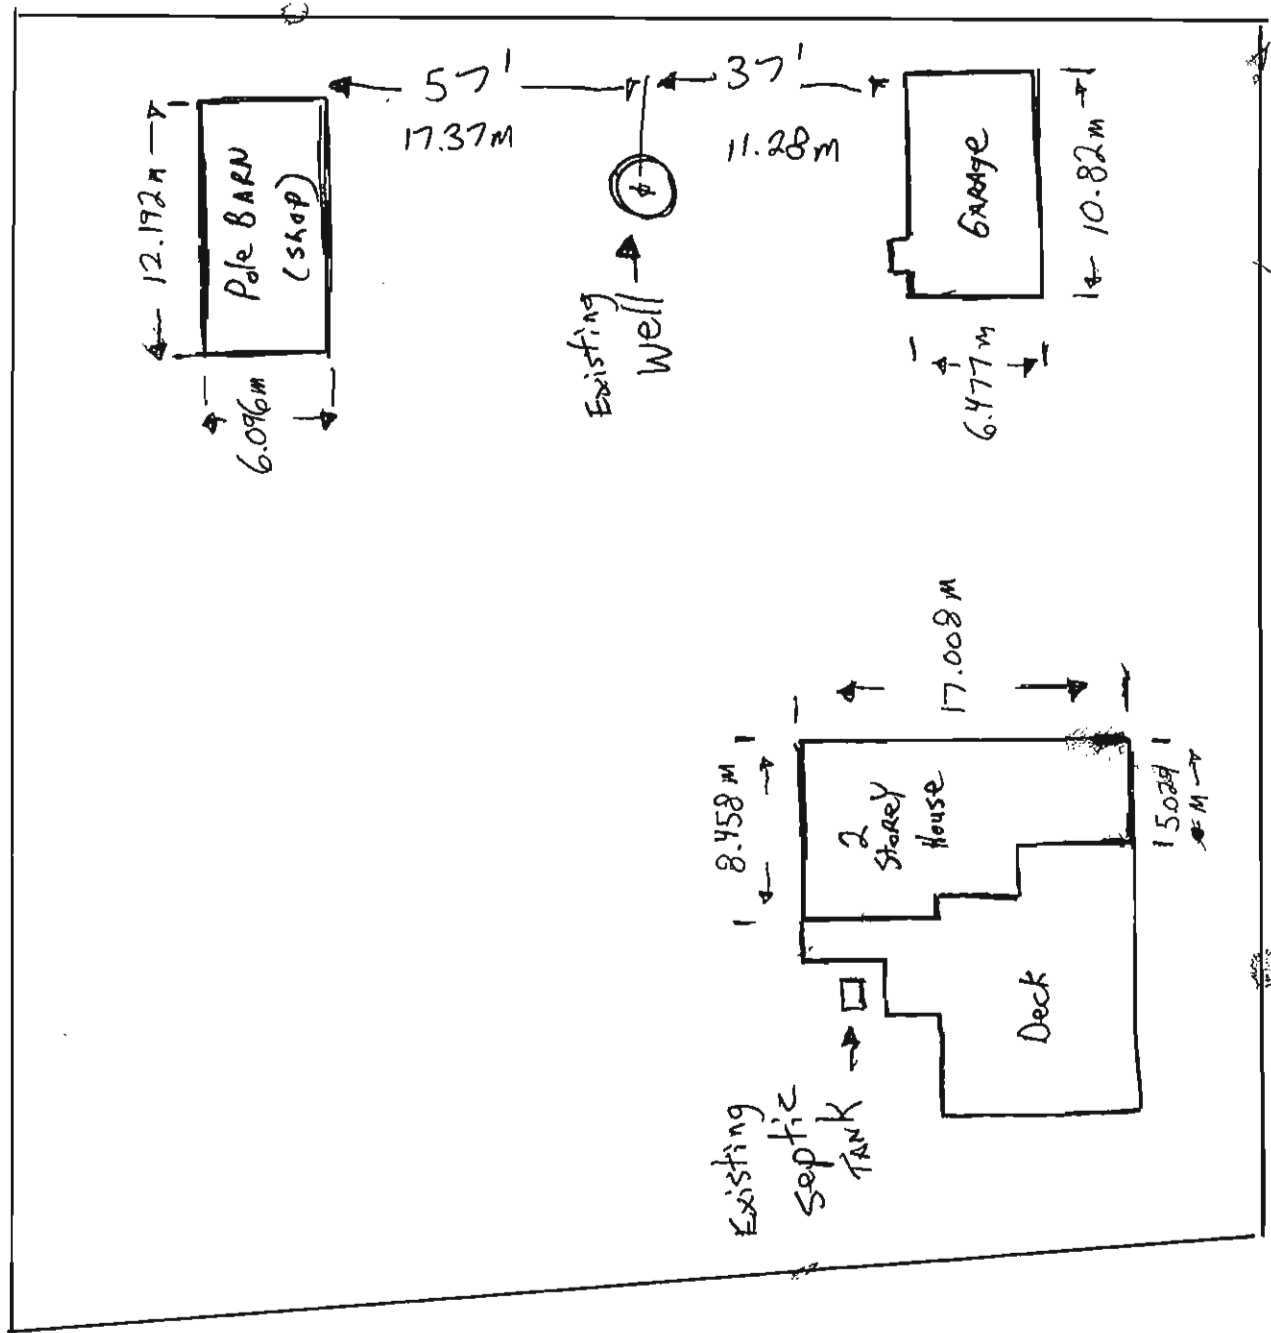 57'
17.37m
37'
11.28m
12.192m
Pole BARN
(shop)
6.096m
Existing
Well
GARAGE
10.82m
6.477m
17.008m
8.458m
2
StoreY
House
5.029
M
Deck
Existing
Septic
TANK